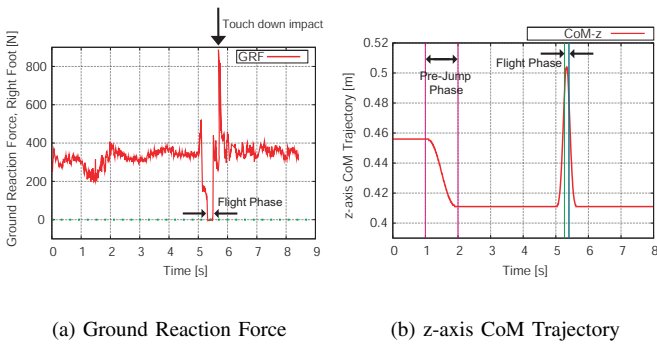 Touch down impact
GRF
Ground Reaction Force, Right Foot [N]
800
600
400
200
0
Flight Phase
0 1 2 3 4 5 6 7 8 9
Time [s]
(a) Ground Reaction Force
CoM-z
z-axis CoM Trajectory [m]
0.52
0.5
0.48
0.46
0.44
0.42
0.4
Pre-Jump
Phase
Flight Phase
0 1 2 3 4 5 6 7 8
Time [s]
(b) z-axis CoM Trajectory